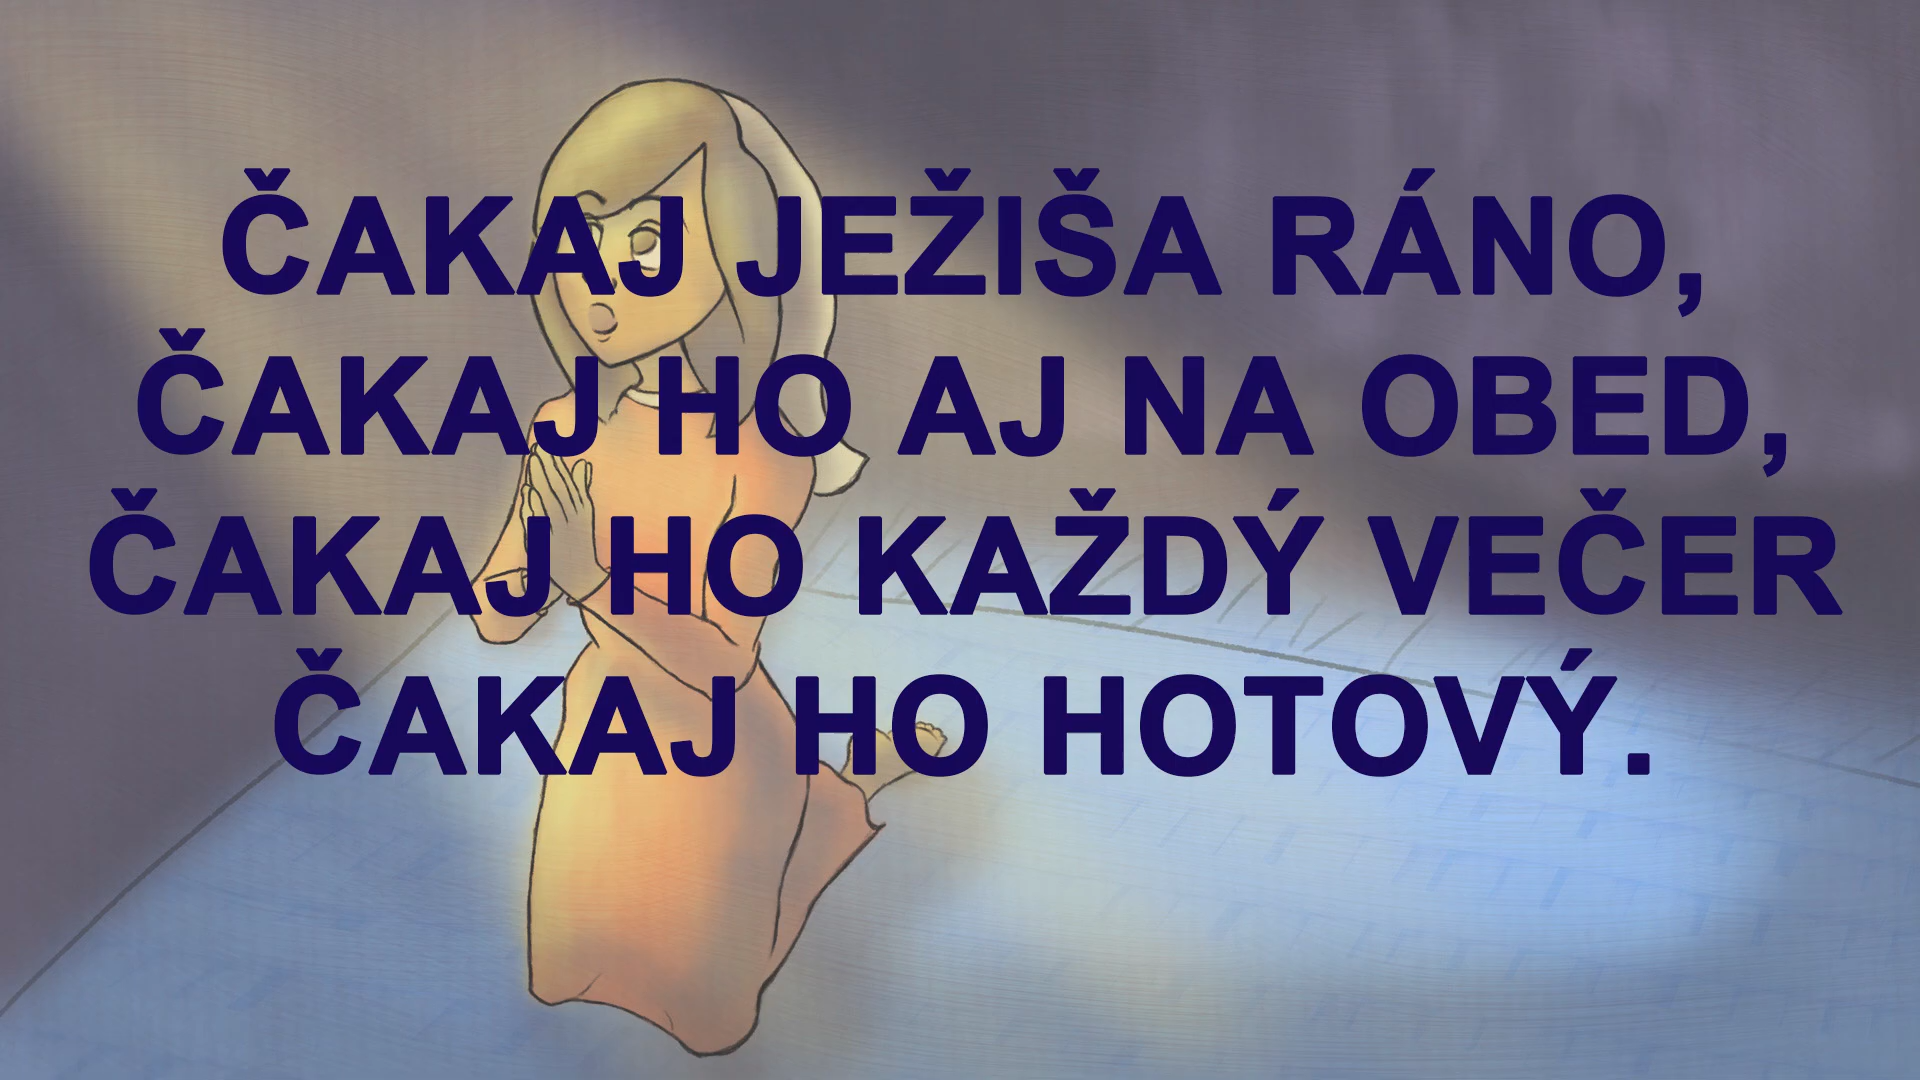 ČAKAJ JEŽIŠA RÁNO,
ČAKAJ HO AJ NA OBED,
ČAKAJ HO KAŽDÝ VEČER
ČAKAJ HO HOTOVÝ.